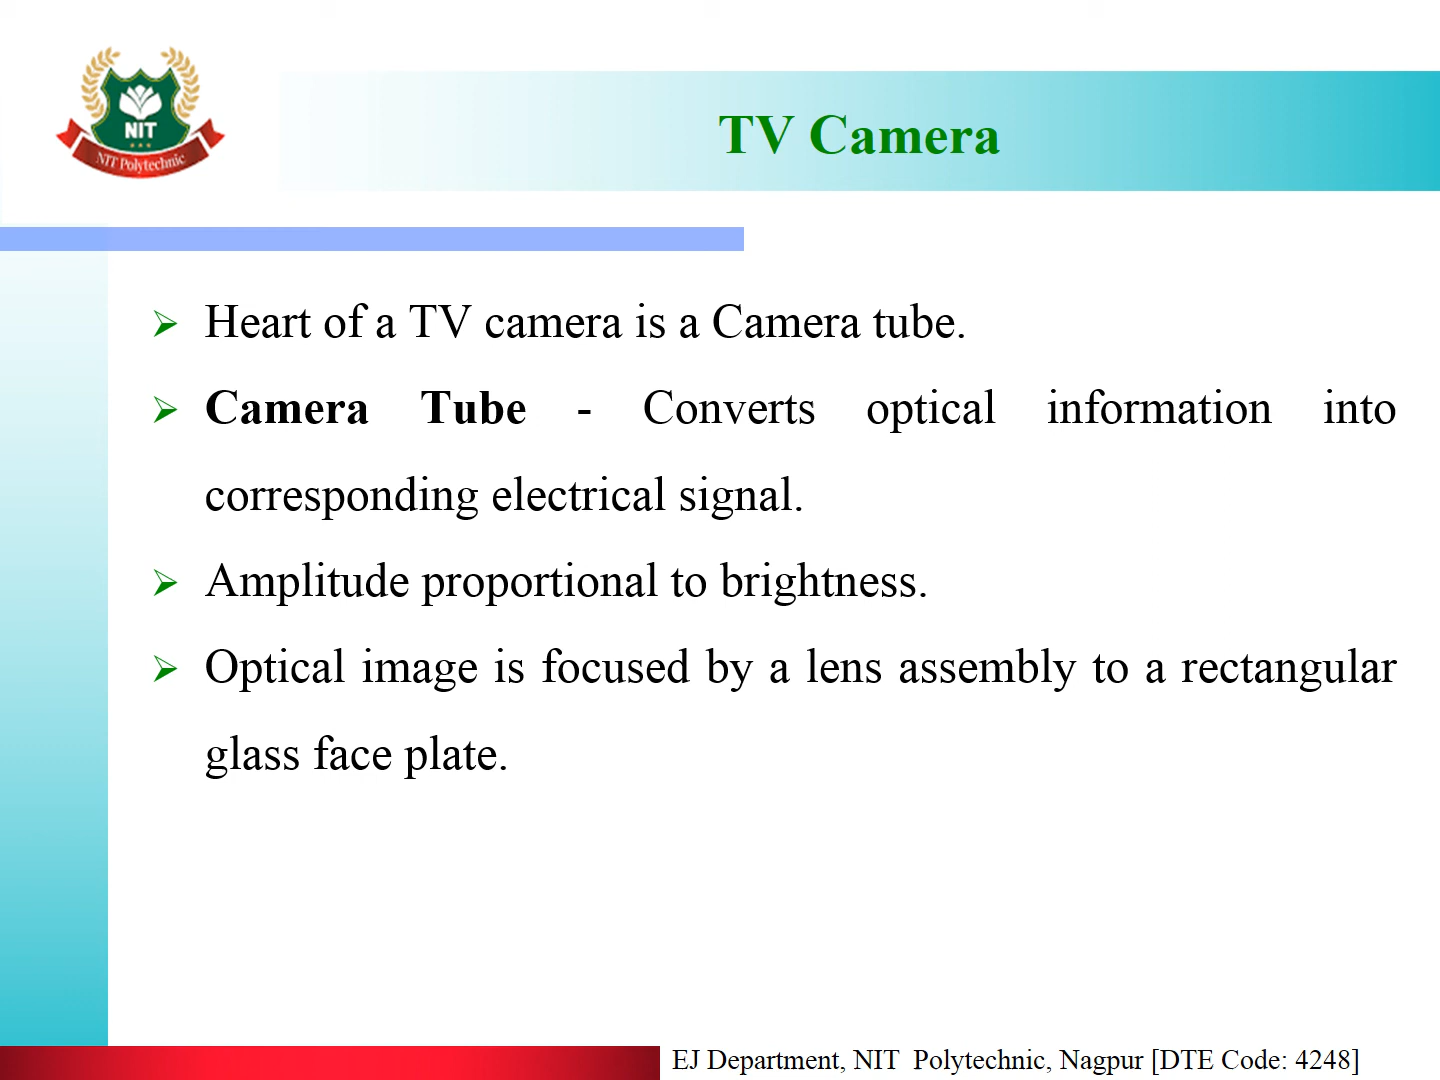 NIT
NIT Polytechnic
TV Camera
Heart of a TV camera is a Camera tube.
Camera Tube - Converts optical information into
corresponding electrical signal.
Amplitude proportional to brightness.
Optical image is focused by a lens assembly to a rectangular
glass face plate.
EJ Department, NIT Polytechnic, Nagpur [DTE Code: 4248]